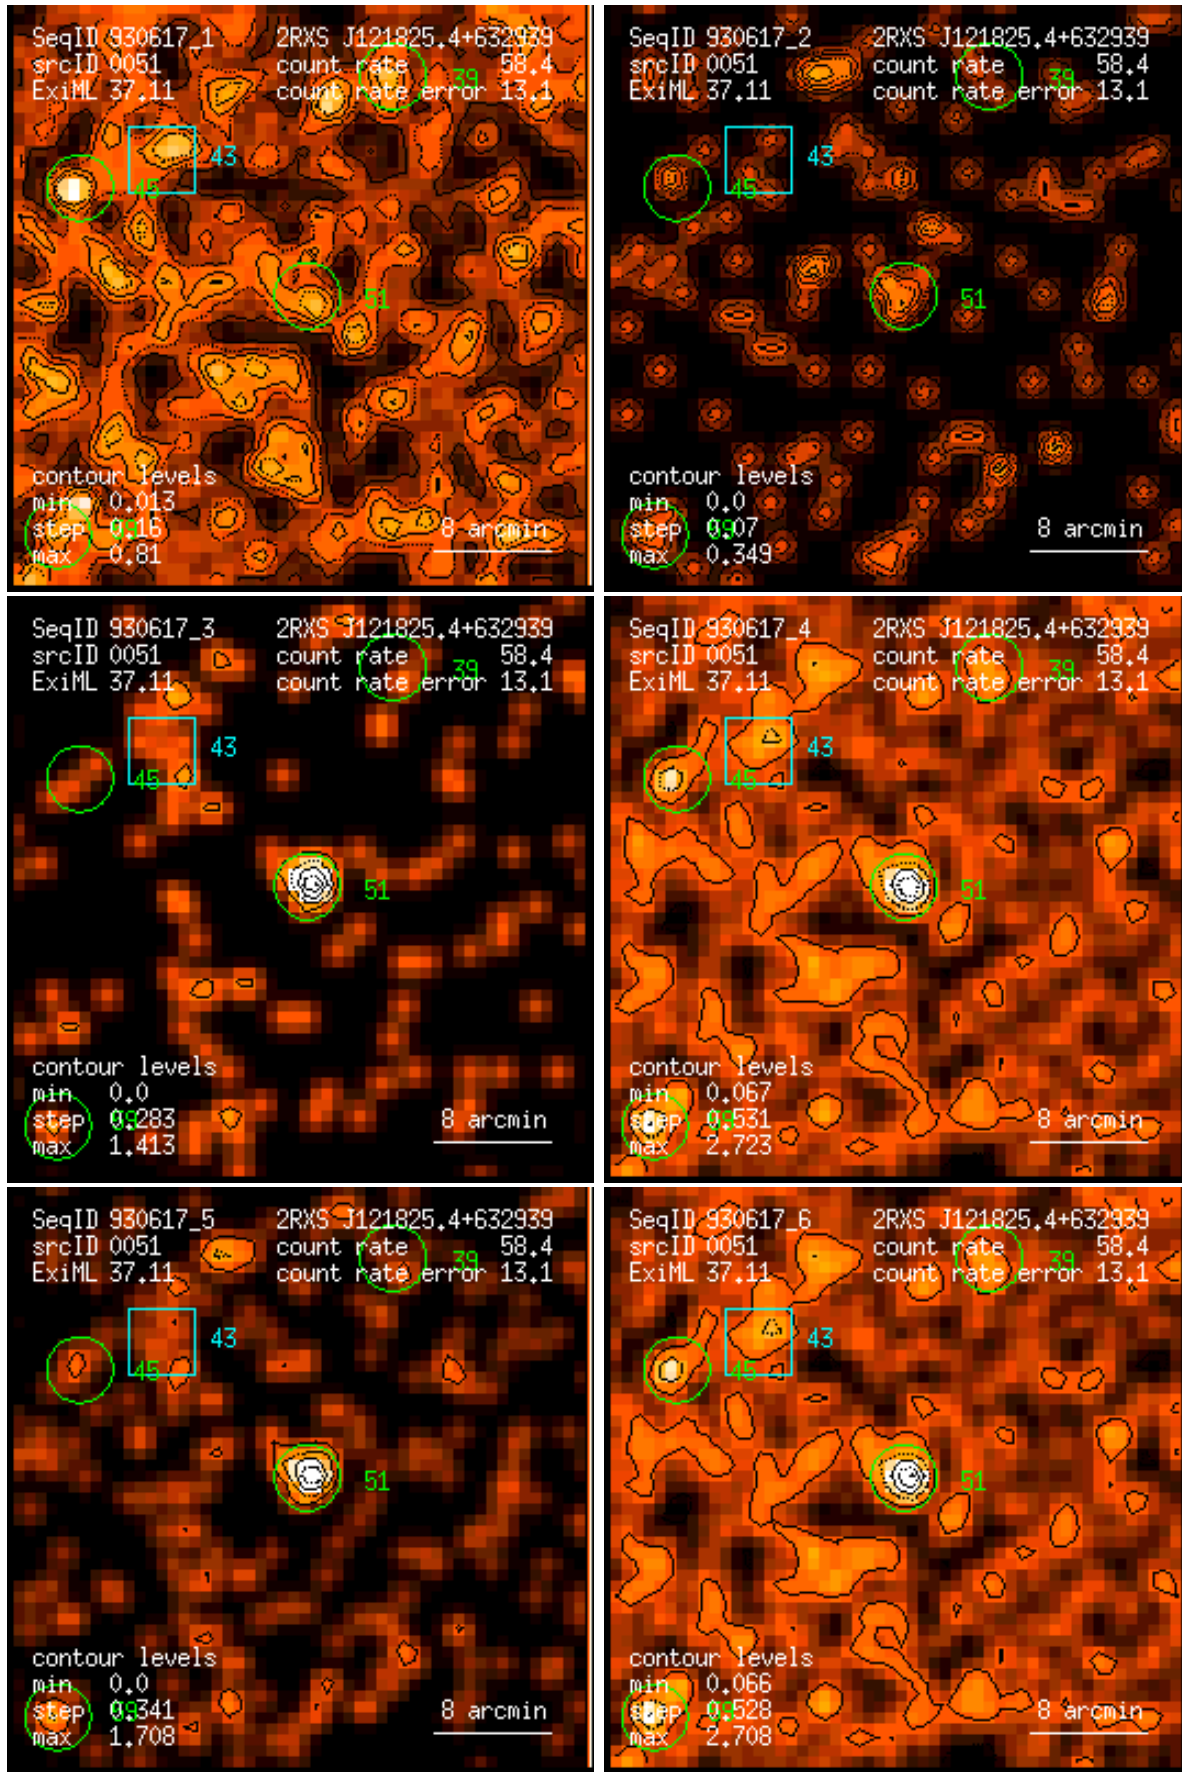 SeqID 930617_1 2RXS J121825.4+632939
srcID 0051 count rate 58.4
39
ExiML 37.11 count rate error 13.1
43
45
51
contour levels
min 0.013
step 0.16
max 0.81
8 arcmin
SeqID 930617_2 2RXS J121825.4+632939
srcID 0051 count rate 58.4
39
ExiML 37.11 count rate error 13.1
43
45
51
contour levels
min 0.0
step 0.07
max 0.349
8 arcmin
SeqID 930617_3 2RXS J121825.4+632939
srcID 0051 count rate 58.4
39
ExiML 37.11 count rate error 13.1
43
45
51
contour levels
min 0.0
step 0.283
max 1.413
8 arcmin
SeqID 930617_4 2RXS J121825.4+632939
srcID 0051 count rate 58.4
39
ExiML 37.11 count rate error 13.1
43
45
51
contour levels
min 0.067
step 0.531
max 2.723
8 arcmin
SeqID 930617_5 2RXS J121825.4+632939
srcID 0051 count rate 58.4
39
ExiML 37.11 count rate error 13.1
43
45
51
contour levels
min 0.0
step 0.341
max 1.708
8 arcmin
SeqID 930617_6 2RXS J121825.4+632939
srcID 0051 count rate 58.4
39
ExiML 37.11 count rate error 13.1
43
45
51
contour levels
min 0.066
step 0.528
max 2.708
8 arcmin